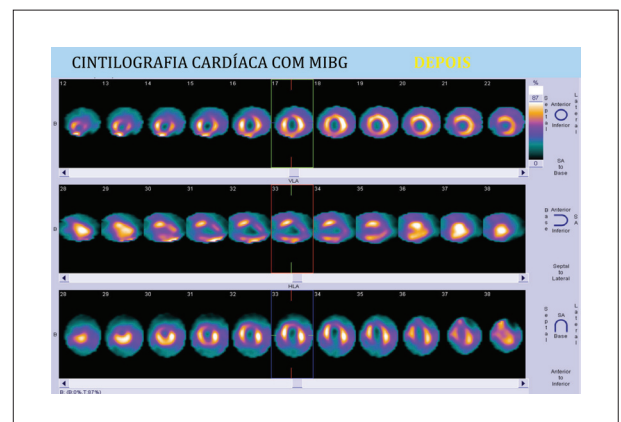 CINTILOGRAFIA CARDÍACA COM MIBG DEPOIS
12 13 14 15 16 17 18 19 20 21 22
%
97
0
B
Septal
Anterior
Inferior
Lateral
SA
to
Base
VLA
28 29 30 31 32 33 34 35 36 37 38
B
Base
Anterior
Inferior
SA
Septal
to
Lateral
HLA
28 29 30 31 32 33 34 35 36 37 38
B
Septal
SA
Base
Lateral
Anterior
to
Inferior